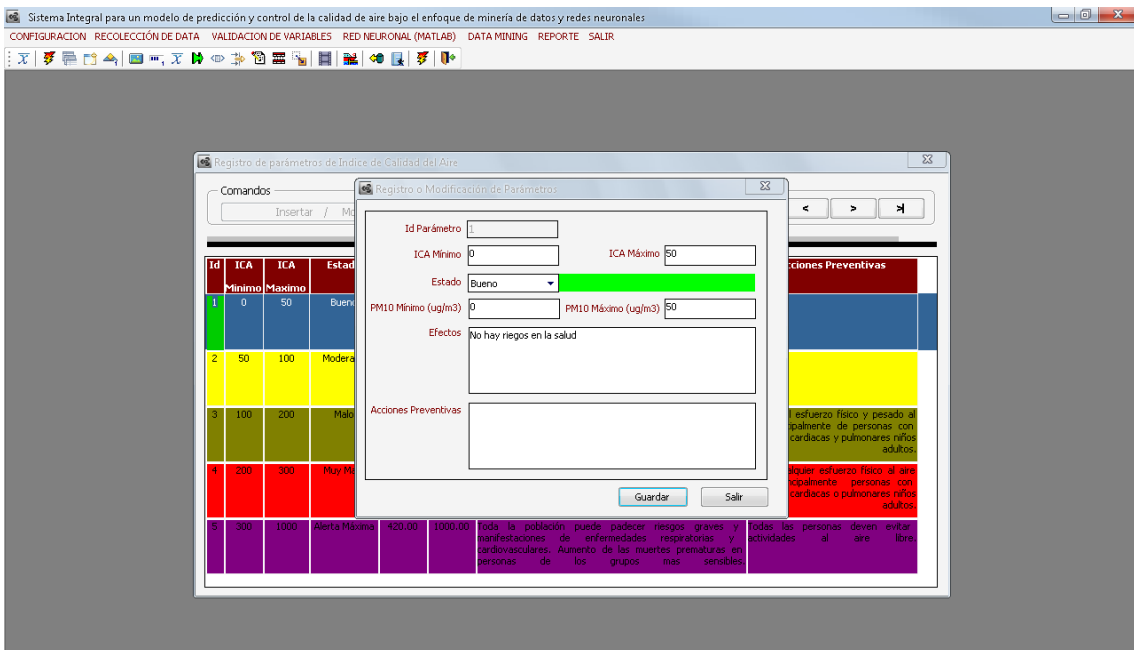 Sistema Integral para un modelo de predicción y control de la calidad de aire bajo el enfoque de minería de datos y redes neuronales
CONFIGURACION RECOLECCIÓN DE DATA VALIDACION DE VARIABLES RED NEURONAL (MATLAB) DATA MINING REPORTE SALIR
Registro de parámetros de Indice de Calidad del Aire
Comandos
Insertar / Mo
< > >|
Registro o Modificación de Parámetros
Id Parámetro 1
ICA Mínimo 0 ICA Máximo 50
Estado Bueno
PM10 Mínimo (ug/m3) 0 PM10 Máximo (ug/m3) 50
Efectos No hay riegos en la salud
Acciones Preventivas
Guardar Salir
Id ICA ICA Estad cciones Preventivas
Minimo Maximo
1 0 50 Bueno
2 50 100 Modera
3 100 200 Malo l esfuerzo físico y pesado al
cipalmente de personas con
cardiacas y pulmonares niños
adultos.
4 200 300 Muy Ma alquier esfuerzo físico al aire
ncipalmente personas con
cardiacas o pulmonares niños
adultos.
5 300 1000 Alerta Máxima 420.00 1000.00 Toda la población puede padecer riesgos graves y Todas las personas deven evitar
manifestaciones de enfermedades respiratorias y actividades al aire libre.
cardiovasculares. Aumento de las muertes prematuras en
personas de los grupos mas sensibles.